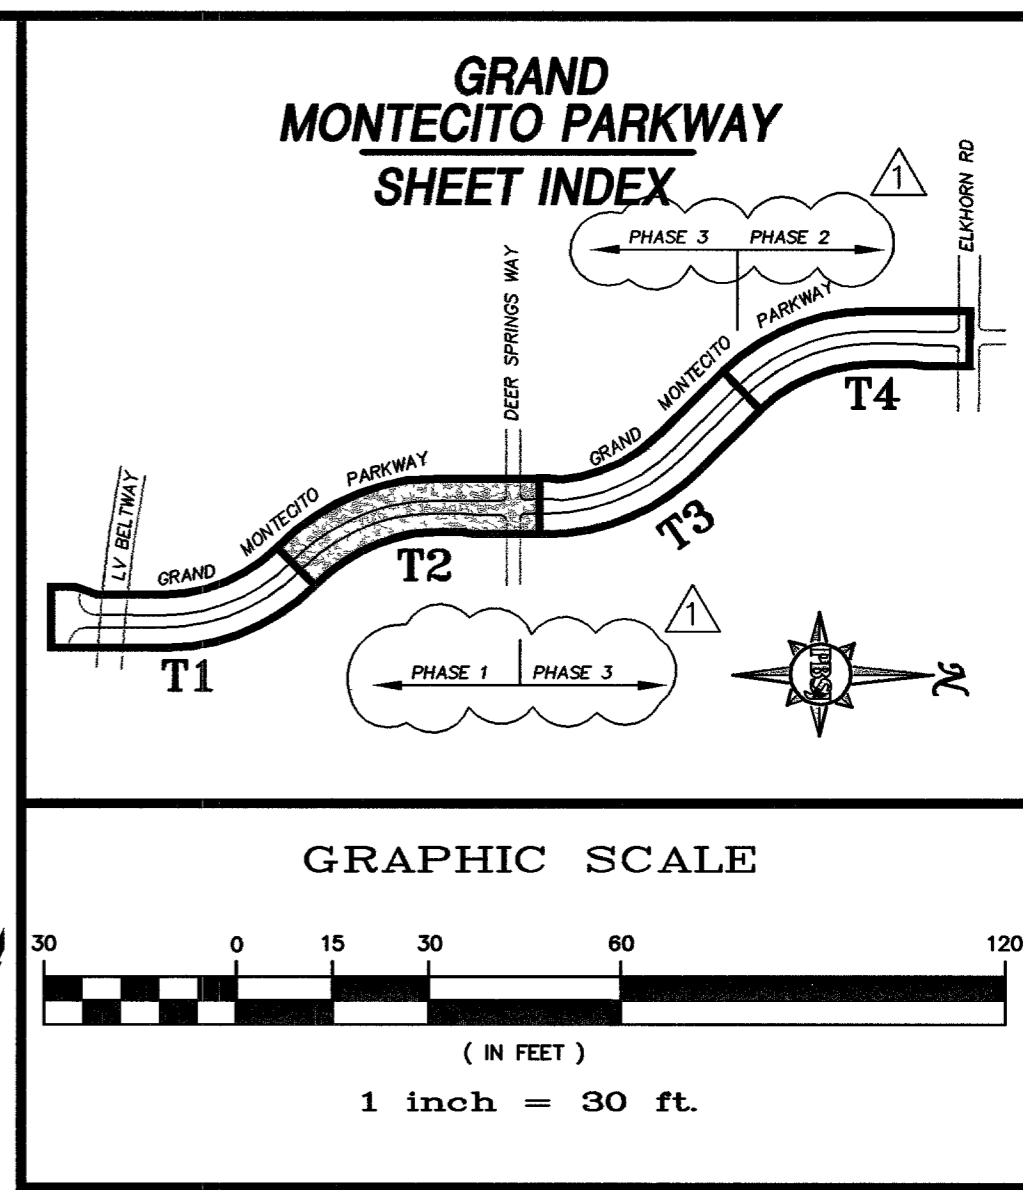 GRAND
MONTECITO PARKWAY
SHEET INDEX
1
PHASE 3 PHASE 2
ELKHORN RD
DEER SPRINGS WAY
GRAND MONTECITO PARKWAY
T4
T3
LV BELTWAY
GRAND MONTECITO PARKWAY
T2
T1
1
PHASE 1 PHASE 3
N
GRAPHIC SCALE
30 0 15 30 60 120
( IN FEET )
1 inch = 30 ft.